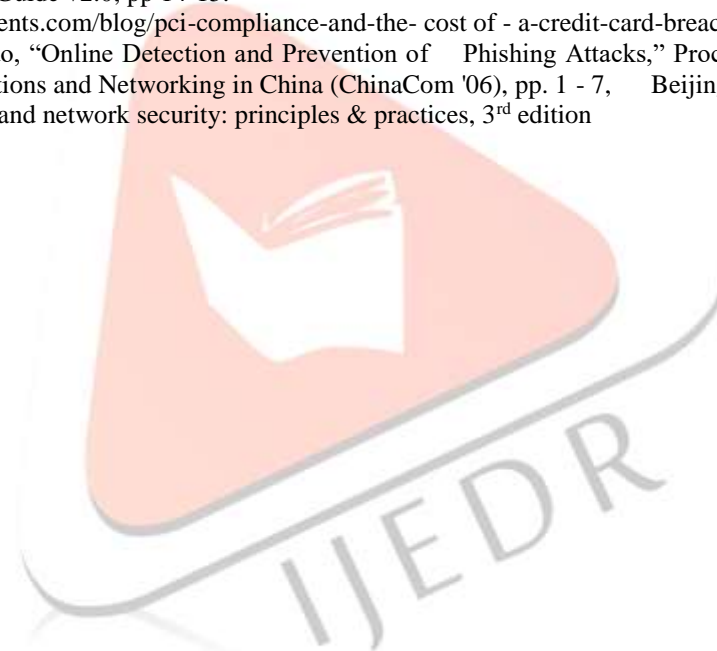 ents.com/blog/pci-compliance-and-the- cost of - a-credit-card-breac
o, “Online Detection and Prevention of Phishing Attacks,” Proc
tions and Networking in China (ChinaCom '06), pp. 1 - 7, Beijin
and network security: principles & practices, 3rd edition
IJEDR